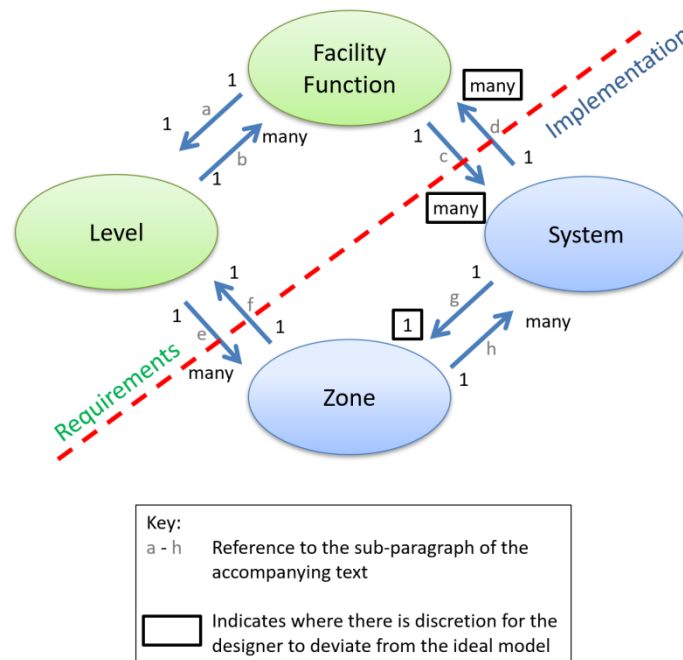 Facility
Function
1
a
1
b
many
1
many
d
1
1
c
many
Implementation
Level
System
1
e
many
1
f
1
1
g
1
many
h
1
Requirements
Zone
Key:
a - h Reference to the sub-paragraph of the
accompanying text
Indicates where there is discretion for the
designer to deviate from the ideal model